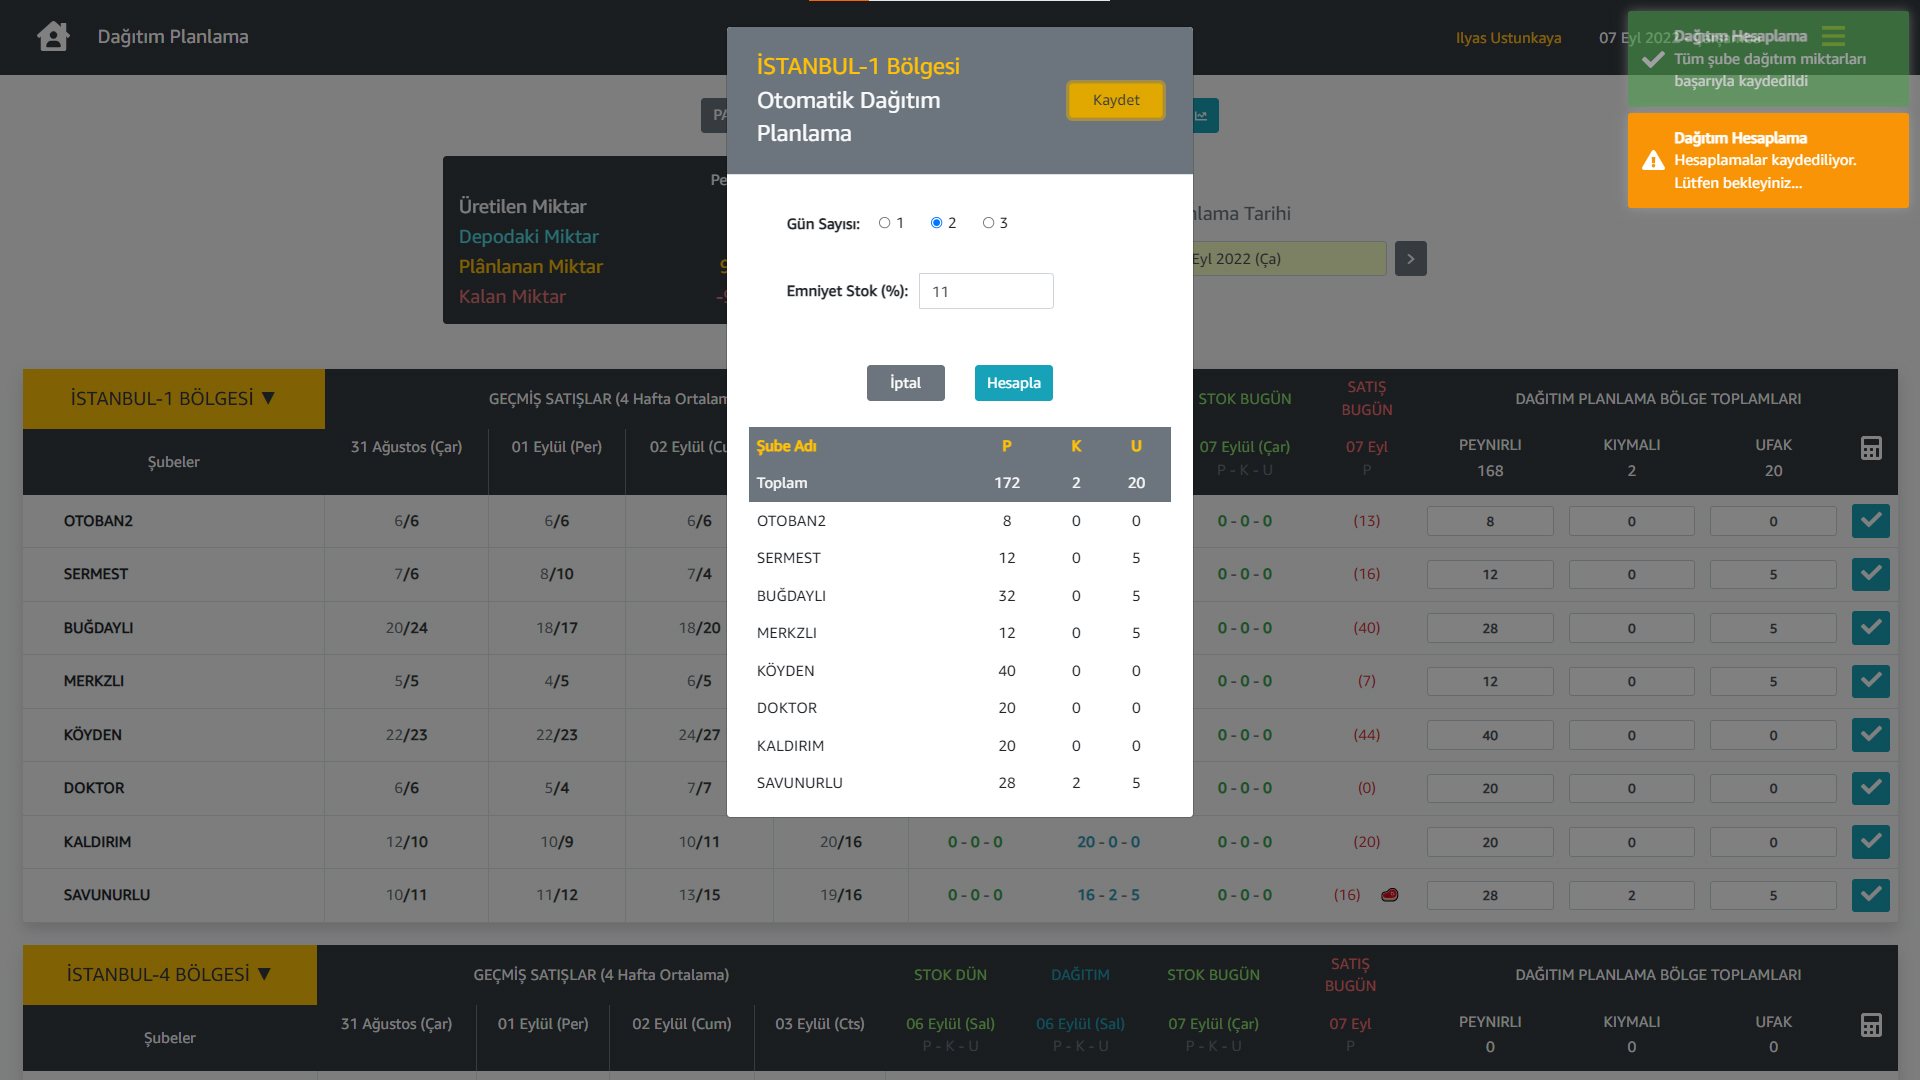 Dağıtım Planlama
Ilyas Ustunkaya
07 Eyl 2022
Dağıtım Hesaplama
Tüm şube dağıtım miktarları
başarıyla kaydedildi
Dağıtım Hesaplama
Hesaplamalar kaydediliyor.
Lütfen bekleyiniz...
İSTANBUL-1 Bölgesi
Otomatik Dağıtım
Planlama
Kaydet
Üretilen Miktar
Depodaki Miktar
Plânlanan Miktar
Kalan Miktar
Tarihi
Eyl 2022 (Ça)
Gün Sayısı: 1 2 3
Emniyet Stok (%): 11
İptal Hesapla
Şube Adı P K U
Toplam 172 2 20
OTOBAN2 8 0 0
SERMEST 12 0 5
BUĞDAYLI 32 0 5
MERKZLI 12 0 5
KÖYDEN 40 0 0
DOKTOR 20 0 0
KALDIRIM 20 0 0
SAVUNURLU 28 2 5
İSTANBUL-1 BÖLGESİ ▼ GEÇMİŞ SATIŞLAR (4 Hafta Ortalam STOK BUGÜN SATIŞ BUGÜN DAĞITIM PLANLAMA BÖLGE TOPLAMLARI
Şubeler 31 Ağustos (Çar) 01 Eylül (Per) 02 Eylül (Cu 07 Eylül (Çar) 07 Eyl PEYNIRLI KIYMALI UFAK
P - K - U P 168 2 20
OTOBAN2 6/6 6/6 6/6 0 - 0 - 0 (13) 8 0 0
SERMEST 7/6 8/10 7/4 0 - 0 - 0 (16) 12 0 5
BUĞDAYLI 20/24 18/17 18/20 0 - 0 - 0 (40) 28 0 5
MERKZLI 5/5 4/5 6/5 0 - 0 - 0 (7) 12 0 5
KÖYDEN 22/23 22/23 24/27 0 - 0 - 0 (44) 40 0 0
DOKTOR 6/6 5/4 7/7 0 - 0 - 0 (0) 20 0 0
KALDIRIM 12/10 10/9 10/11 20/16 0 - 0 - 0 20 - 0 - 0 0 - 0 - 0 (20) 20 0 0
SAVUNURLU 10/11 11/12 13/15 19/16 0 - 0 - 0 16 - 2 - 5 0 - 0 - 0 (16) 28 2 5
İSTANBUL-4 BÖLGESİ ▼ GEÇMİŞ SATIŞLAR (4 Hafta Ortalama) STOK DÜN DAĞITIM STOK BUGÜN SATIŞ BUGÜN DAĞITIM PLANLAMA BÖLGE TOPLAMLARI
Şubeler 31 Ağustos (Çar) 01 Eylül (Per) 02 Eylül (Cum) 03 Eylül (Cts) 06 Eylül (Sal) 06 Eylül (Sal) 07 Eylül (Çar) 07 Eyl PEYNIRLI KIYMALI UFAK
P - K - U P - K - U P - K - U P 0 0 0